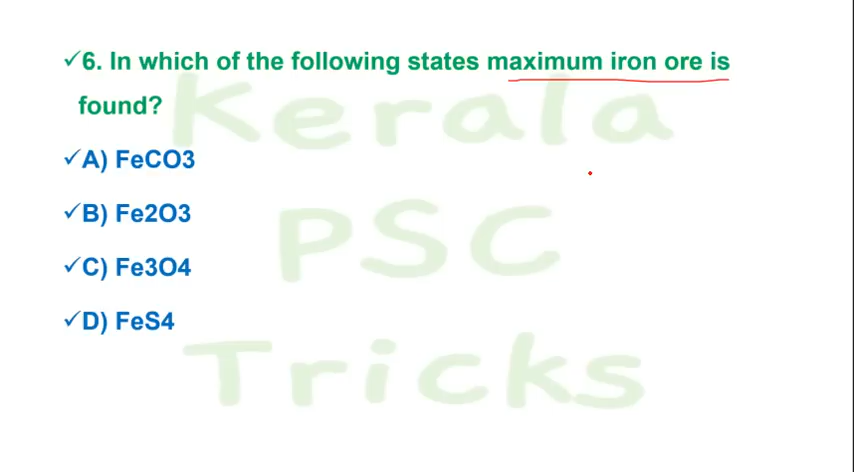 ✓6. In which of the following states maximum iron ore is
found?
✓A) FeCO3
✓B) Fe2O3
✓C) Fe3O4
✓D) FeS4
Kerala
PSC
Tricks